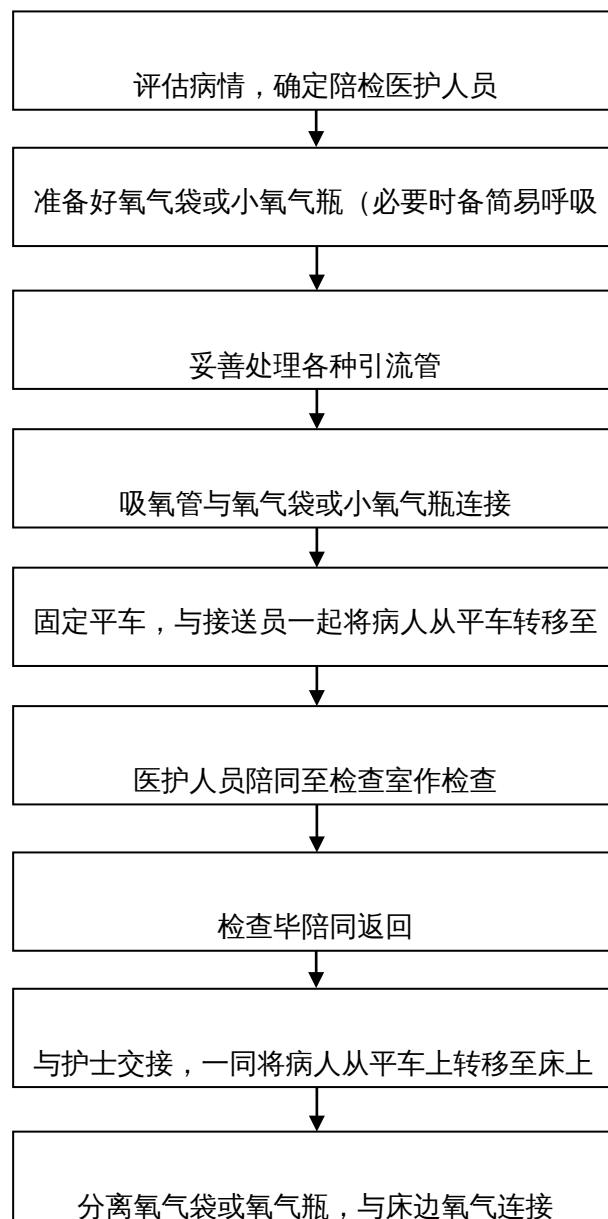 评估病情，确定陪检医护人员
准备好氧气袋或小氧气瓶（必要时备简易呼吸
妥善处理各种引流管
吸氧管与氧气袋或小氧气瓶连接
固定平车，与接送员一起将病人从平车转移至
医护人员陪同至检查室作检查
检查毕陪同返回
与护士交接，一同将病人从平车上转移至床上
分离氧气袋或氧气瓶，与床边氧气连接